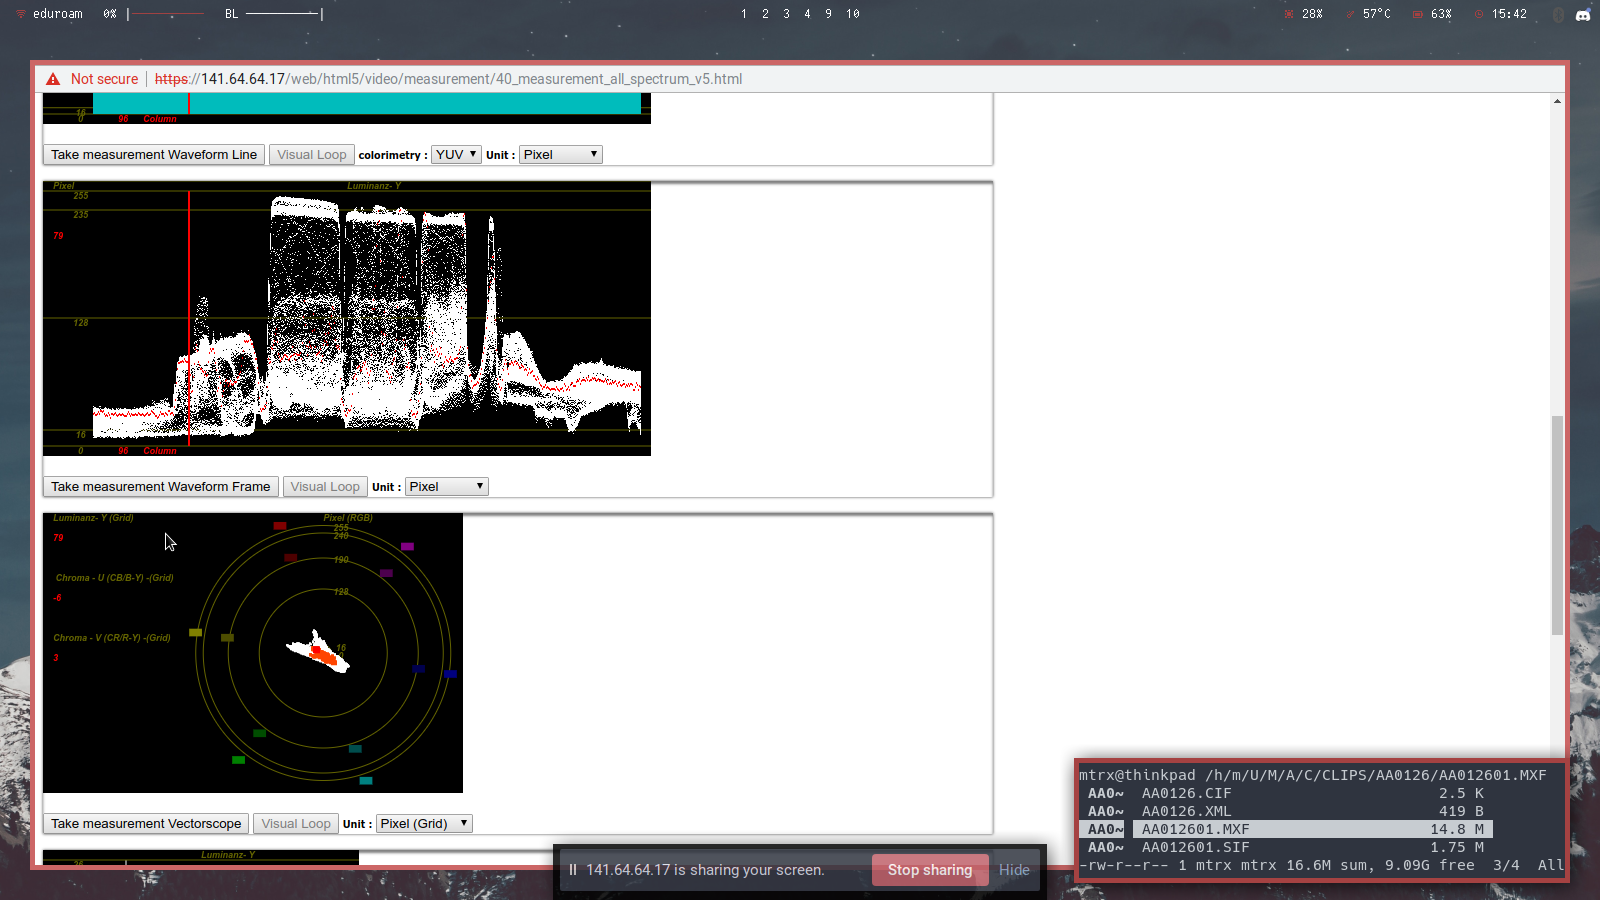 eduroam 0% BL 1 2 3 4 9 10 28% 57°C 63% 15:42
Not secure https://141.64.64.17/web/html5/video/measurement/40_measurement_all_spectrum_v5.html
16
0 96 Column
Take measurement Waveform Line Visual Loop colorimetry : YUV Unit : Pixel
Pixel Luminanz- Y
255
235
79
128
16
0 96 Column
Take measurement Waveform Frame Visual Loop Unit : Pixel
Luminanz- Y (Grid) Pixel (RGB)
255
79 240
190
Chroma - U (CB/B-Y) -(Grid)
128
-6
Chroma - V (CR/R-Y) -(Grid)
16
3
Take measurement Vectorscope Visual Loop Unit : Pixel (Grid)
Luminanz- Y
26
141.64.64.17 is sharing your screen. Stop sharing Hide
mtrx@thinkpad /h/m/U/M/A/C/CLIPS/AA0126/AA012601.MXF
AA0~ AA0126.CIF 2.5 K
AA0~ AA0126.XML 419 B
AA0~ AA012601.MXF 14.8 M
AA0~ AA012601.SIF 1.75 M
-rw-r--r-- 1 mtrx mtrx 16.6M sum, 9.09G free 3/4 All